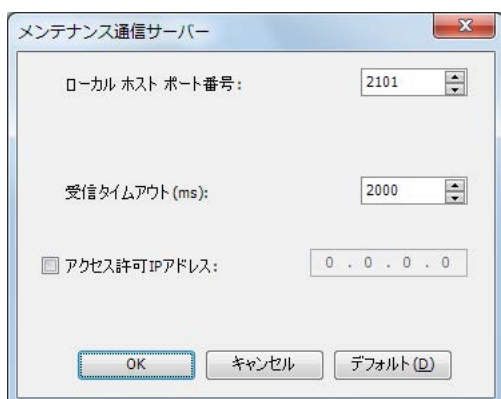 メンテナンス通信サーバー
ローカル ホスト ポート番号: 2101
受信タイムアウト(ms): 2000
アクセス許可IPアドレス: 0 . 0 . 0 . 0
OK キャンセル デフォルト(D)